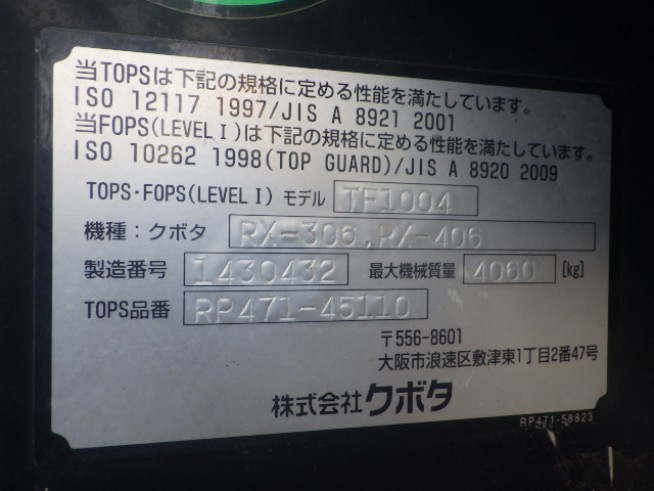 当TOPSは下記の規格に定める性能を満たしています。
ISO 12117 1997/JIS A 8921 2001
当FOPS(LEVEL I)は下記の規格に定める性能を満たしています。
ISO 10262 1998(TOP GUARD)/JIS A 8920 2009
TOPS･FOPS(LEVEL I) モデル TF1004
機種：クボタ RX-306,RX-406
製造番号 1430432 最大機械質量 4060 [kg]
TOPS品番 RP471-45110
〒556-8601
大阪市浪速区敷津東1丁目2番47号
株式会社クボタ
RP471-58823